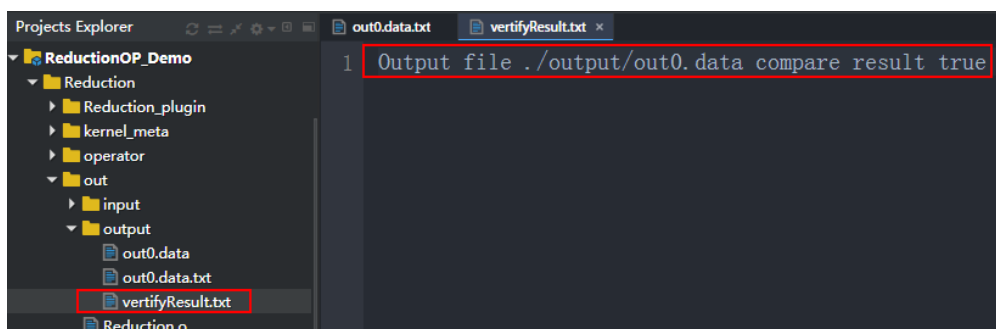 Projects Explorer
ReductionOP_Demo
Reduction
Reduction_plugin
kernel_meta
operator
out
input
output
out0.data
out0.data.txt
vertifyResult.txt
Reduction.o
out0.data.txt
vertifyResult.txt ×
1 Output file ./output/out0.data compare result true